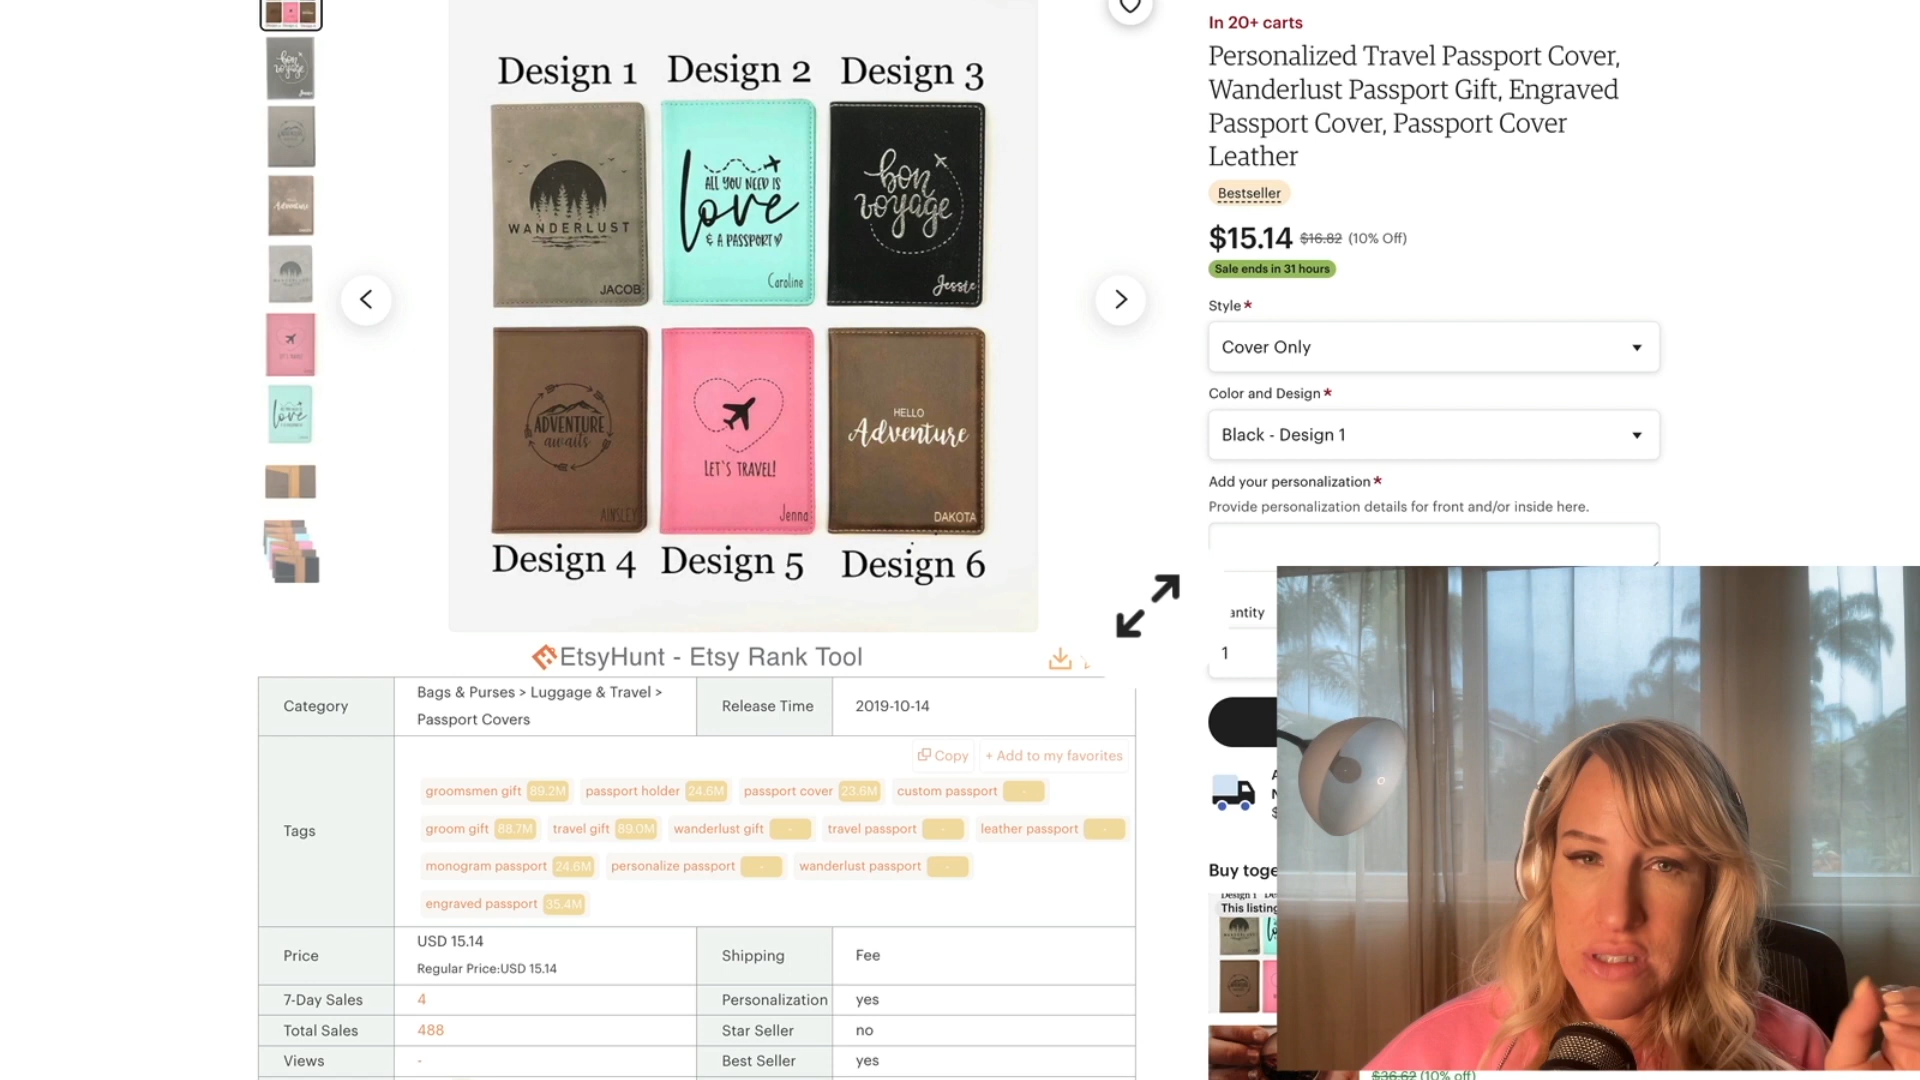 In 20+ carts
Personalized Travel Passport Cover,
Wanderlust Passport Gift, Engraved
Passport Cover, Passport Cover
Leather
Bestseller
$15.14 $16.82 (10% Off)
Sale ends in 31 hours
Style*
Cover Only
Color and Design*
Black - Design 1
Add your personalization*
Provide personalization details for front and/or inside here.
antity
1
Buy toge
This listing
$36.62 (10% off)
Design 1 Design 2 Design 3
WANDERLUST
JACOB
ALL YOU NEED IS
love
& A PASSPORT
Caroline
bon
voyage
Jessie
ADVENTURE
awaits
AINSLEY
LET'S TRAVEL!
Jenna
HELLO
Adventure
DAKOTA
Design 4 Design 5 Design 6
EtsyHunt - Etsy Rank Tool
Category
Bags & Purses > Luggage & Travel >
Passport Covers
Release Time
2019-10-14
Tags
Copy + Add to my favorites
groomsmen gift 89.2M passport holder 24.6M passport cover 23.6M custom passport -
groom gift 88.7M travel gift 89.0M wanderlust gift - travel passport - leather passport -
monogram passport 24.6M personalize passport - wanderlust passport -
engraved passport 35.4M
Price
USD 15.14
Regular Price:USD 15.14
Shipping
Fee
7-Day Sales 4 Personalization yes
Total Sales 488 Star Seller no
Views - Best Seller yes